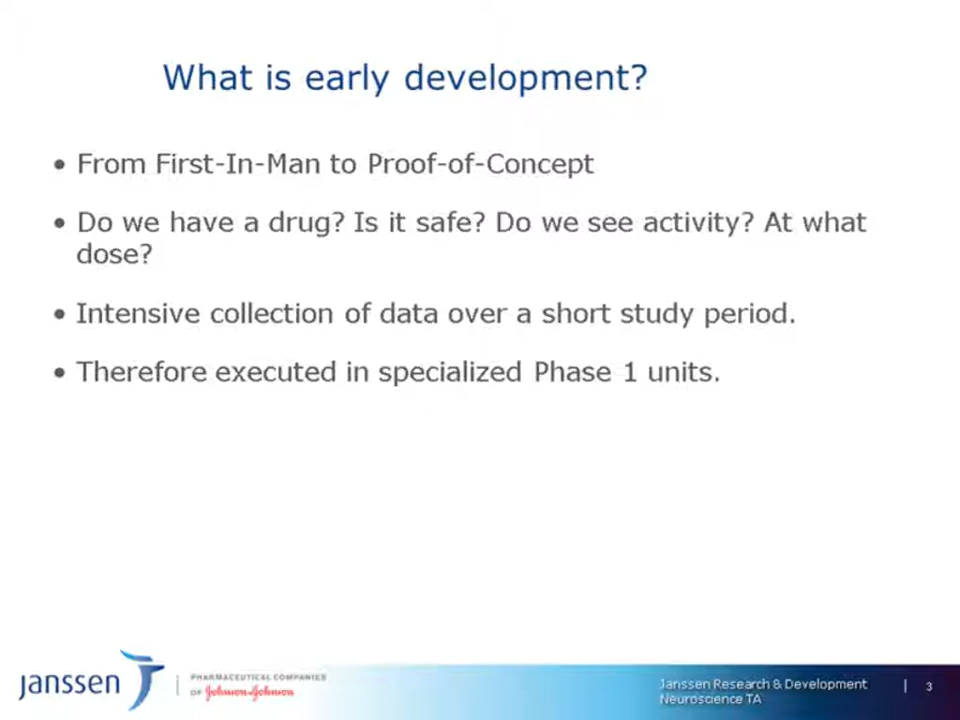 What is early development?
• From First-In-Man to Proof-of-Concept
• Do we have a drug? Is it safe? Do we see activity? At what
dose?
• Intensive collection of data over a short study period.
• Therefore executed in specialized Phase 1 units.
janssen
PHARMACEUTICAL COMPANIES
OF Johnson & Johnson
Janssen Research & Development
Neuroscience TA
| 3